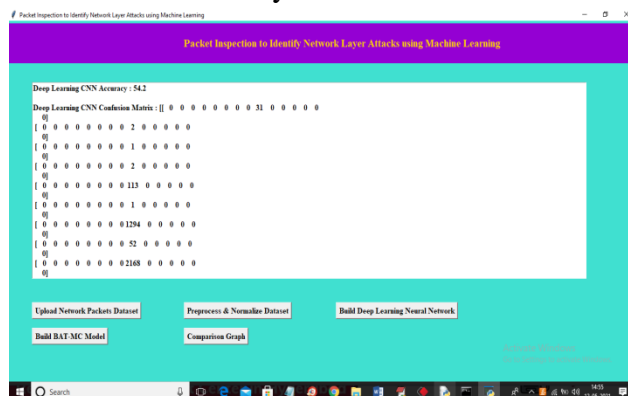 Packet Inspection to Identify Network Layer Attacks using Machine Learning
Packet Inspection to Identify Network Layer Attacks using Machine Learning
Deep Learning CNN Accuracy : 54.2
Deep Learning CNN Confusion Matrix : [[ 0 0 0 0 0 0 0 0 31 0 0 0 0 0
0]
[ 0 0 0 0 0 0 0 0 2 0 0 0 0 0
0]
[ 0 0 0 0 0 0 0 0 1 0 0 0 0 0
0]
[ 0 0 0 0 0 0 0 0 2 0 0 0 0 0
0]
[ 0 0 0 0 0 0 0 0 113 0 0 0 0 0
0]
[ 0 0 0 0 0 0 0 0 1 0 0 0 0 0
0]
[ 0 0 0 0 0 0 0 0 1294 0 0 0 0 0
0]
[ 0 0 0 0 0 0 0 0 52 0 0 0 0 0
0]
[ 0 0 0 0 0 0 0 0 2168 0 0 0 0 0
0]
Upload Network Packets Dataset Preprocess & Normalize Dataset Build Deep Learning Neural Network
Build BAT-MC Model Comparison Graph
Search
14:55